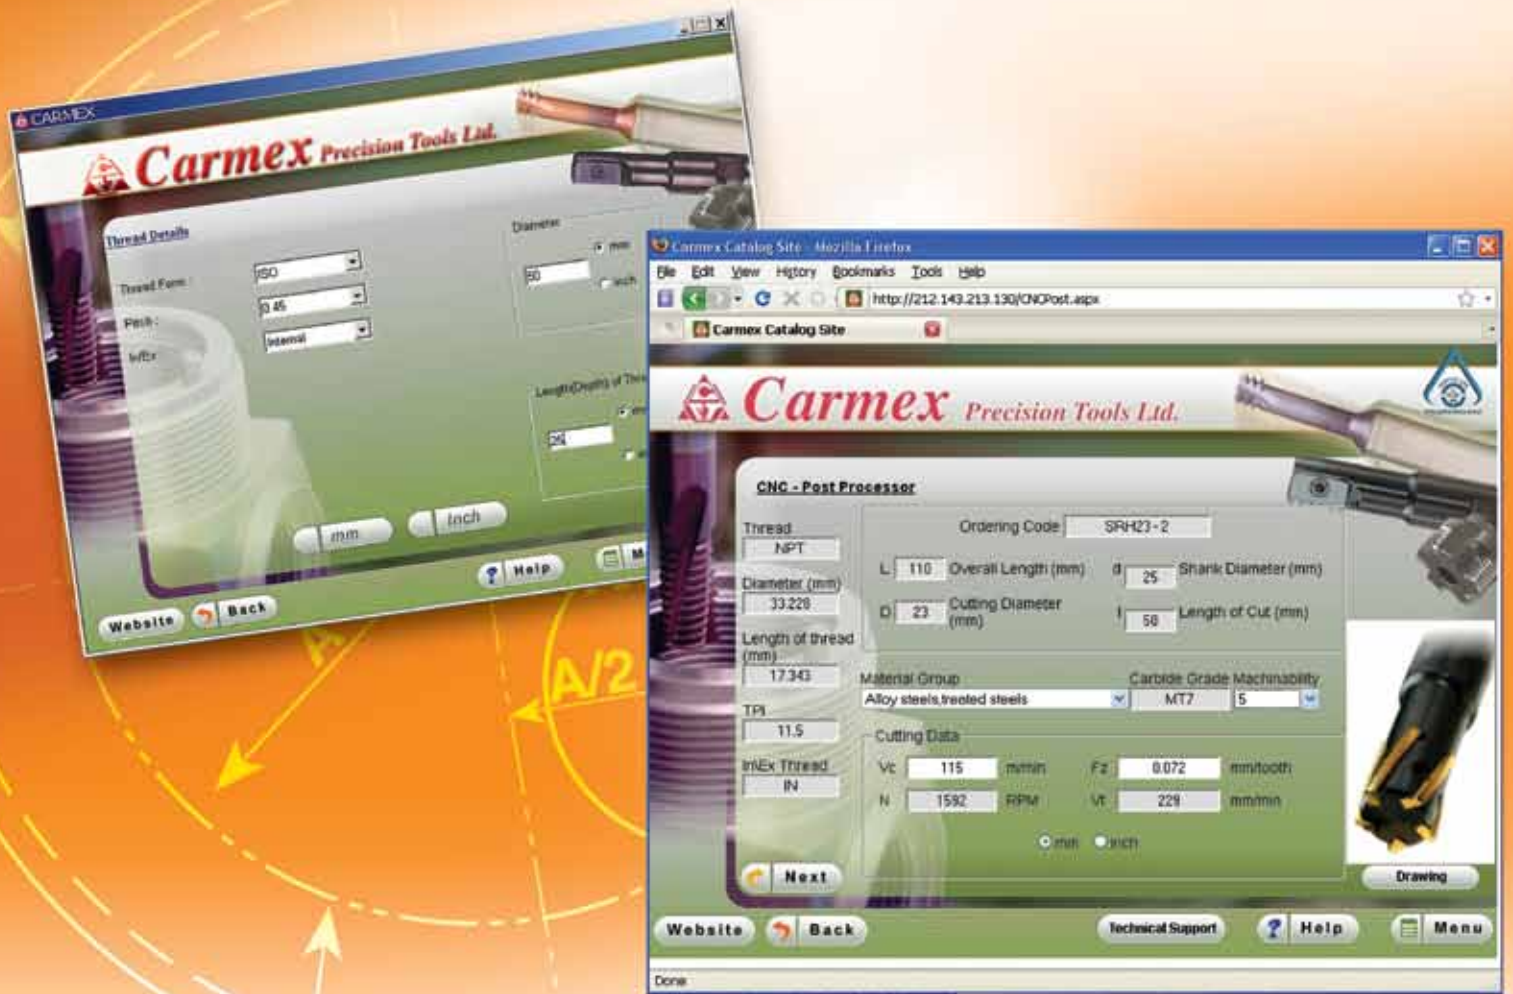 CARMEX
Carmex Precision Tools Ltd.
Thread Details
Thread Form :
ISO
Pitch :
0.45
In/Ex
Internal
Diameter
mm
60
inch
Length(Depth) of
mm
Inch
Help
Website
Back
A/2
Carmex Catalog Site - Mozilla Firefox
File Edit View History Bookmarks Tools Help
http://212.143.213.130/CNCPost.aspx
Carmex Catalog Site
Carmex Precision Tools Ltd.
CNC - Post Processor
Thread
NPT
Diameter (mm)
33.228
Length of thread
(mm)
17.343
TPI
11.5
In\Ex Thread
IN
Ordering Code SRH23-2
L 110 Overall Length (mm) d 25 Shank Diameter (mm)
D 23 Cutting Diameter (mm) l 50 Length of Cut (mm)
Material Group Carbide Grade Machinability
Alloy steels,treated steels MT7 5
Cutting Data
Vc 115 m/min Fz 0.072 mm/tooth
N 1592 RPM Vt 229 mm/min
mm inch
Next
Drawing
Website Back Technical Support ? Help Menu
Done